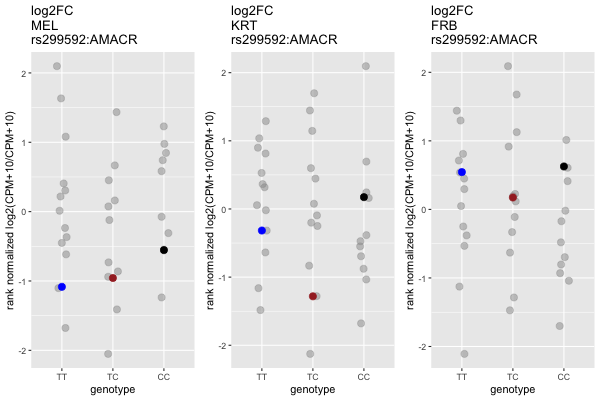 log2FC
MEL
rs299592:AMACR
rank normalized log2(CPM+10/CPM+10)
2
1
0
-1
-2
TT
TC
CC
genotype
log2FC
KRT
rs299592:AMACR
rank normalized log2(CPM+10/CPM+10)
2
1
0
-1
-2
TT
TC
CC
genotype
log2FC
FRB
rs299592:AMACR
rank normalized log2(CPM+10/CPM+10)
2
1
0
-1
-2
TT
TC
CC
genotype